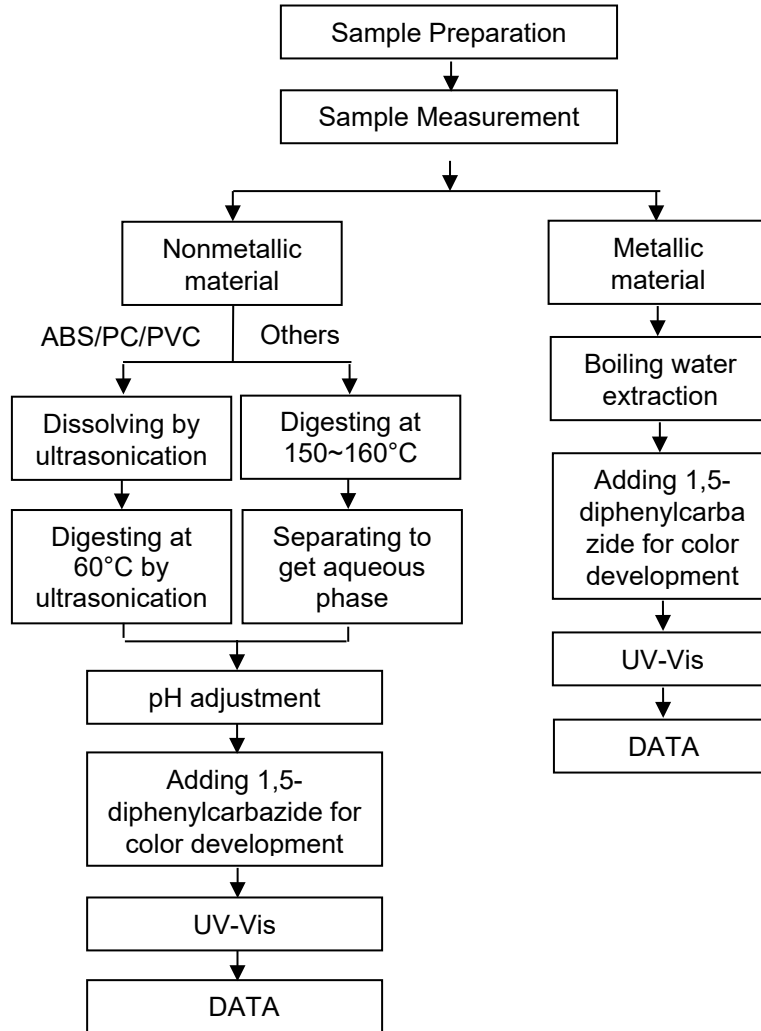 Sample Preparation
Sample Measurement
Nonmetallic
material
Metallic
material
ABS/PC/PVC
Others
Boiling water
extraction
Dissolving by
ultrasonication
Digesting at
150~160°C
Adding 1,5-
diphenylcarba
zide for color
development
Digesting at
60°C by
ultrasonication
Separating to
get aqueous
phase
UV-Vis
pH adjustment
DATA
Adding 1,5-
diphenylcarbazide for
color development
UV-Vis
DATA